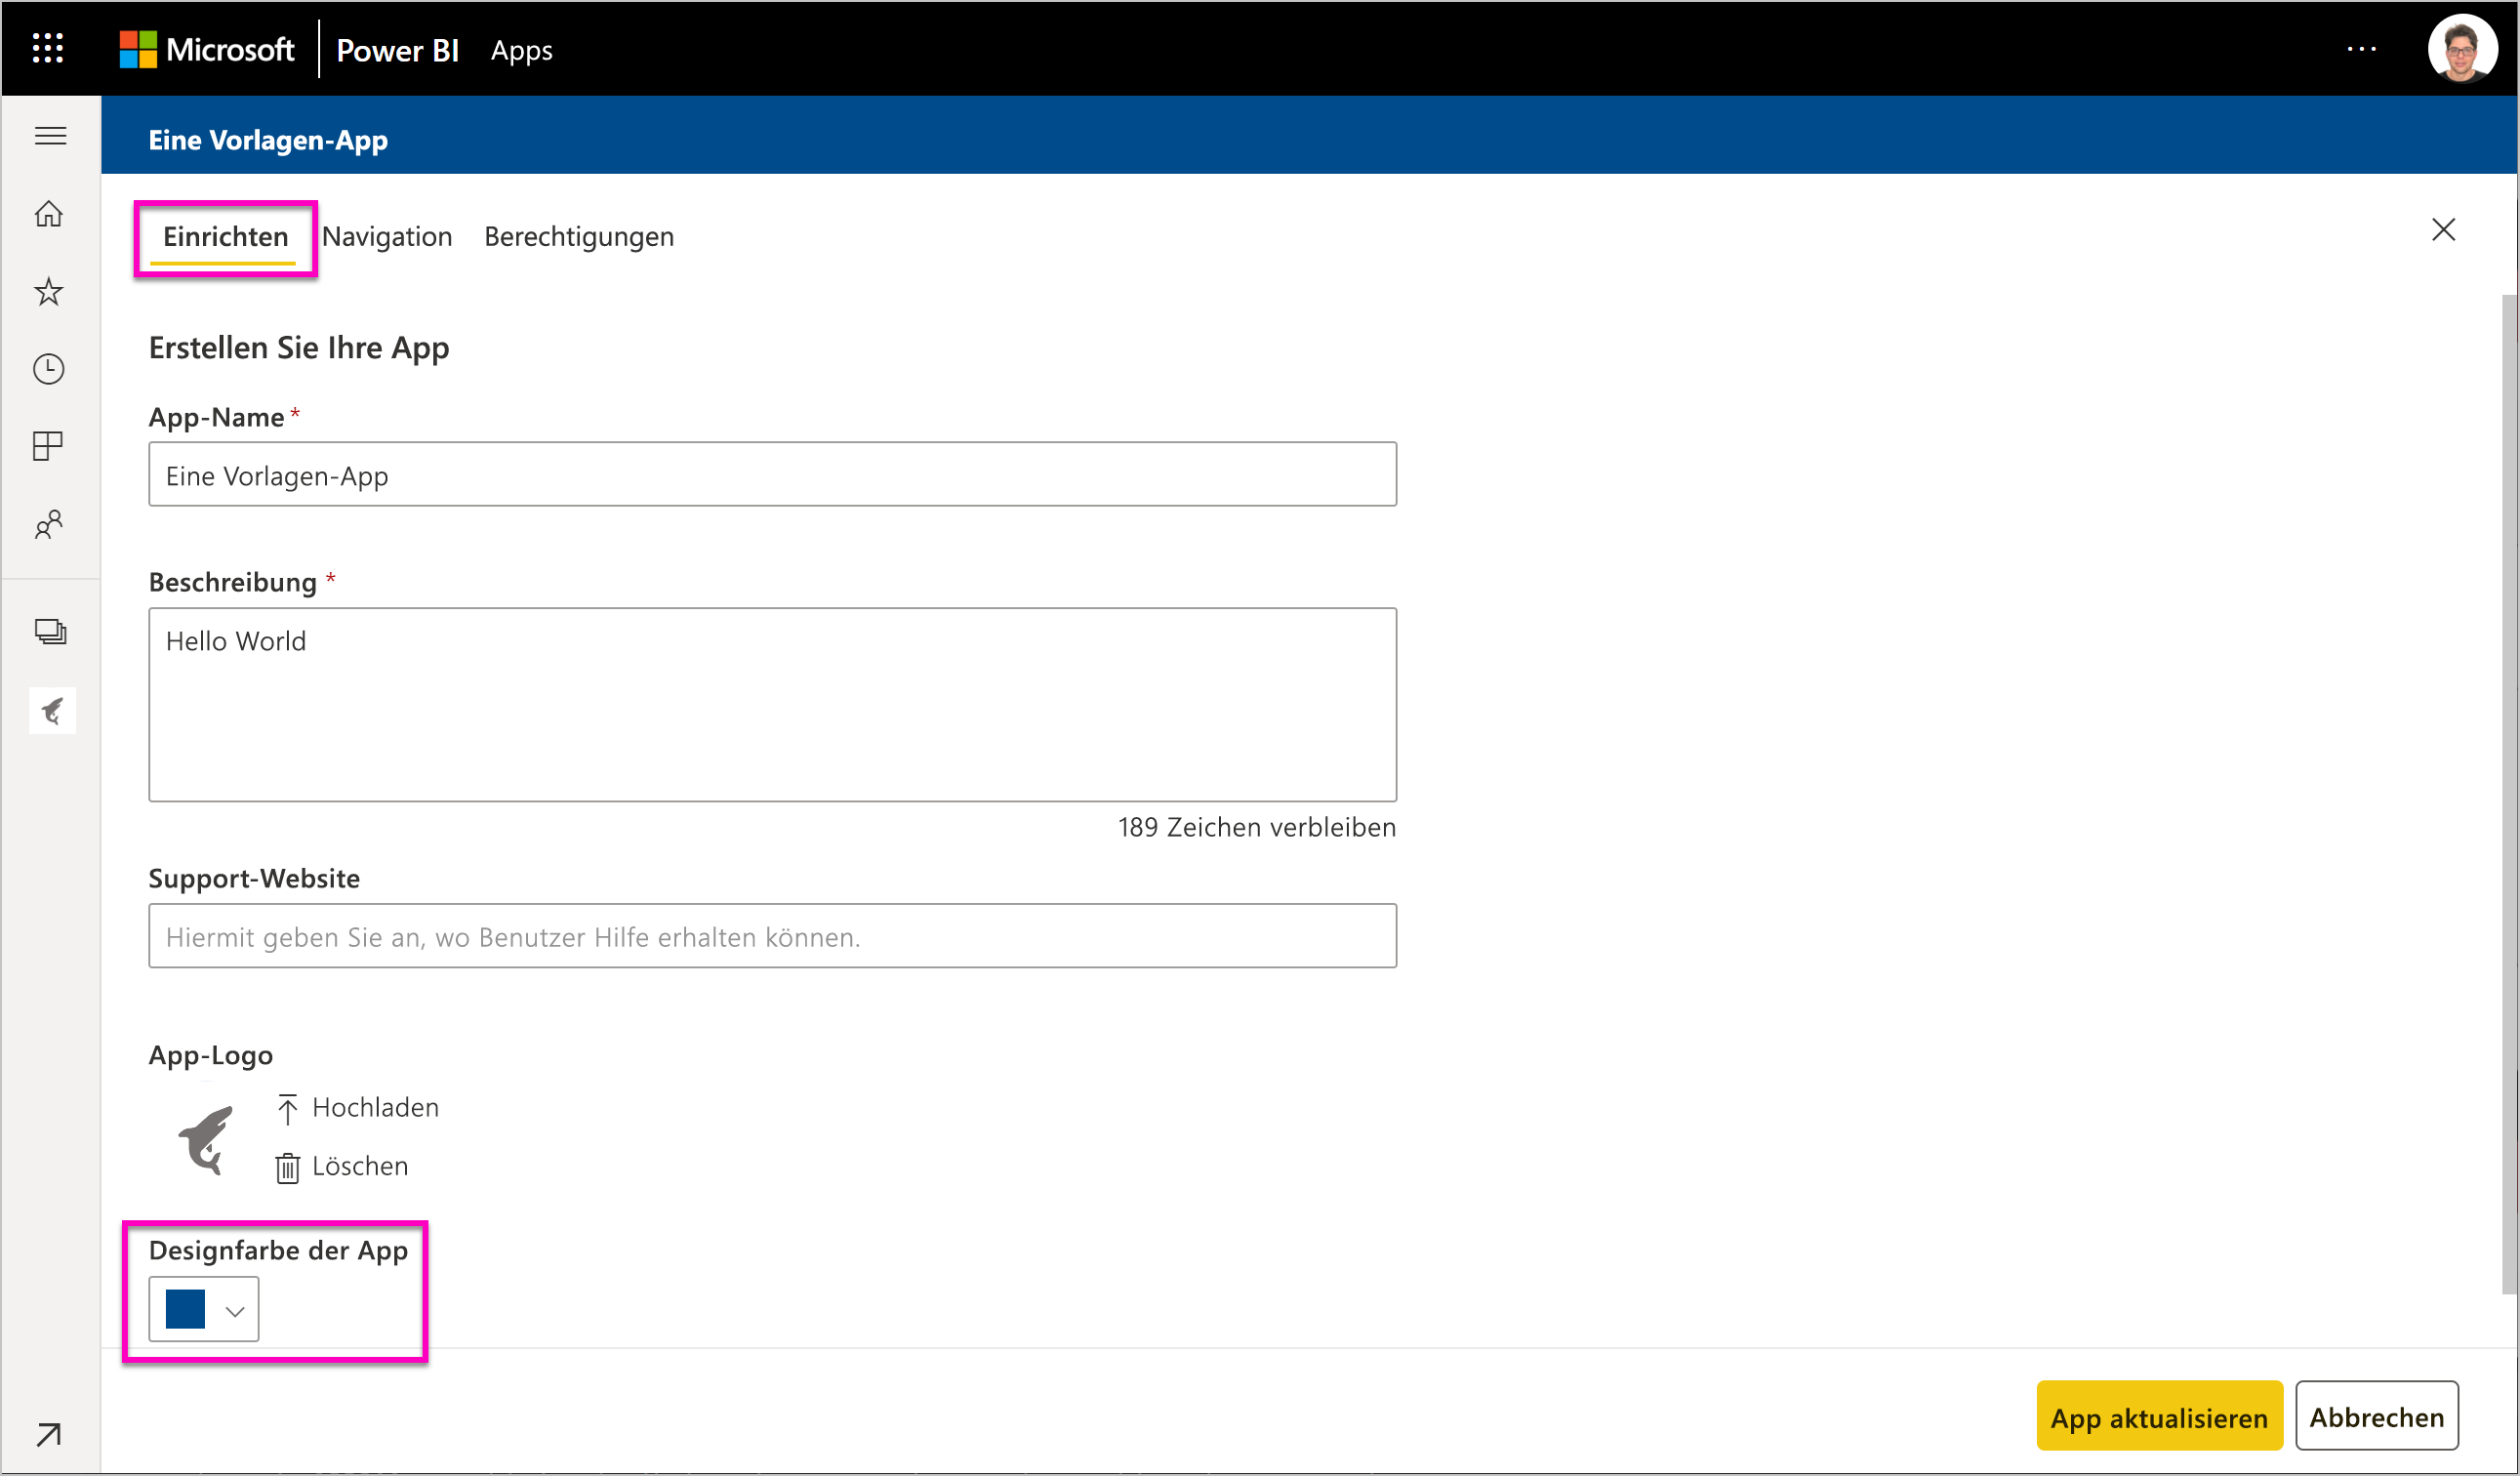 Microsoft Power BI Apps
Eine Vorlagen-App
Einrichten Navigation Berechtigungen
Erstellen Sie Ihre App
App-Name *
Eine Vorlagen-App
Beschreibung *
Hello World
189 Zeichen verbleiben
Support-Website
Hiermit geben Sie an, wo Benutzer Hilfe erhalten können.
App-Logo
Hochladen
Löschen
Designfarbe der App
App aktualisieren Abbrechen